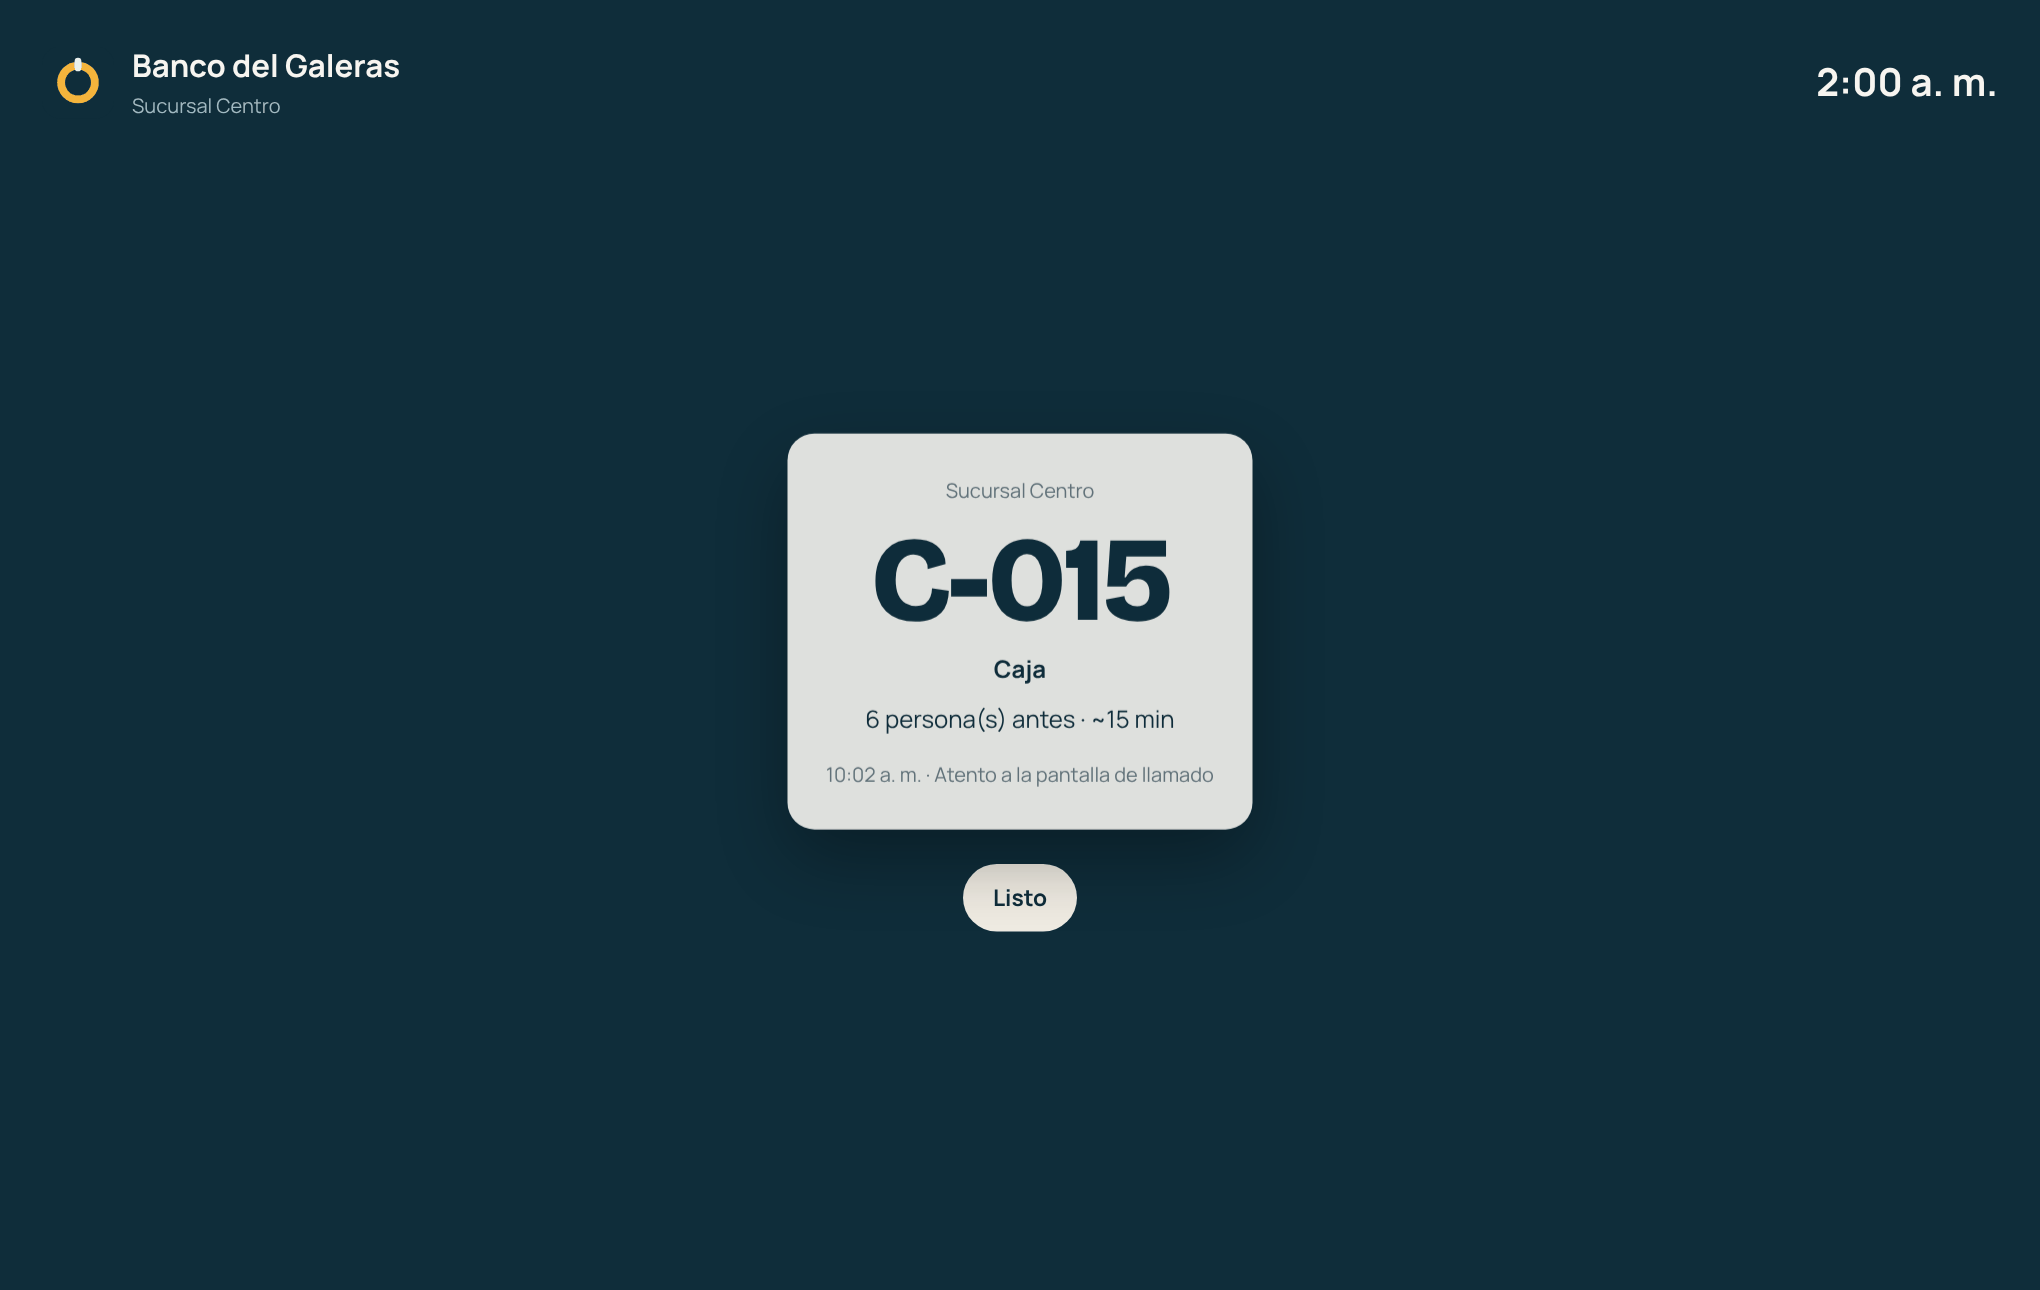 Banco del Galeras
Sucursal Centro
2:00 a. m.
Sucursal Centro
C-015
Caja
6 persona(s) antes · ~15 min
10:02 a. m. · Atento a la pantalla de llamado
Listo